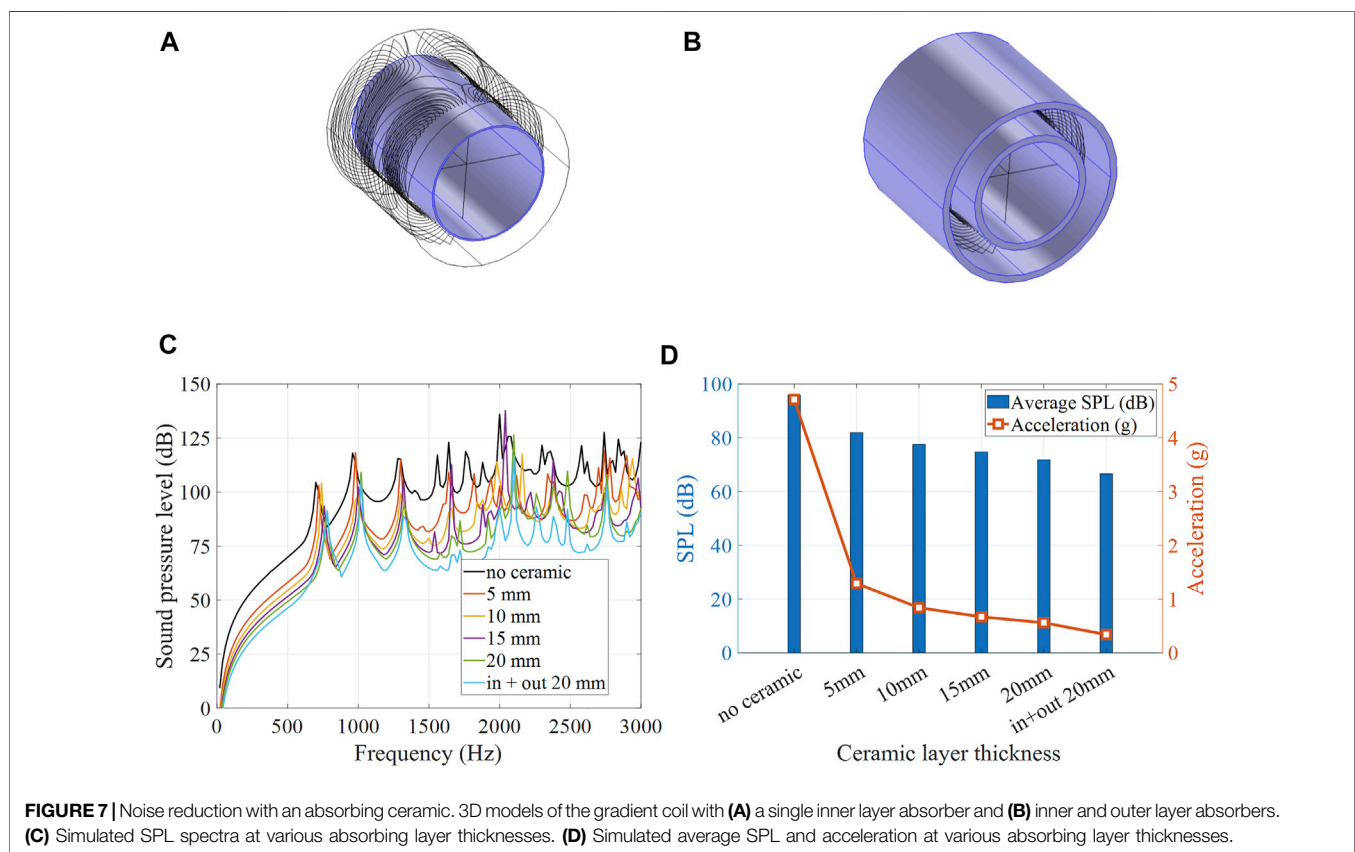 A
B
C
150
125
100
75
50
25
0
Sound pressure level (dB)
no ceramic
5 mm
10 mm
15 mm
20 mm
in + out 20 mm
0 500 1000 1500 2000 2500 3000
Frequency (Hz)
D
100
80
60
40
20
0
SPL (dB)
Average SPL (dB)
Acceleration (g)
5
4
3
2
1
0
Acceleration (g)
no ceramic
5mm
10mm
15mm
20mm
in+out 20mm
Ceramic layer thickness
FIGURE 7 | Noise reduction with an absorbing ceramic. 3D models of the gradient coil with (A) a single inner layer absorber and (B) inner and outer layer absorbers.
(C) Simulated SPL spectra at various absorbing layer thicknesses. (D) Simulated average SPL and acceleration at various absorbing layer thicknesses.